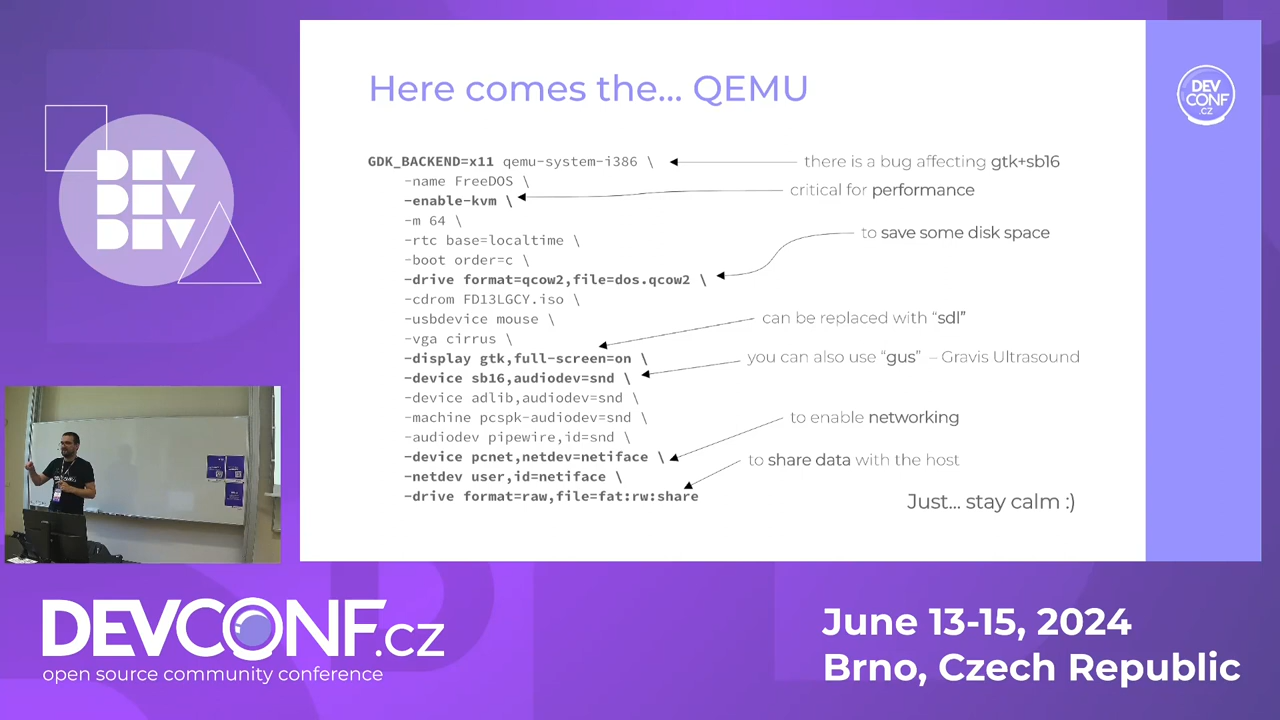 DEV
DEV
DEV
Here comes the... QEMU
DEV
CONF
.CZ
GDK_BACKEND=x11 qemu-system-i386 \
there is a bug affecting gtk+sb16
-name FreeDOS \
-enable-kvm \
critical for performance
-m 64 \
-rtc base=localtime \
to save some disk space
-boot order=c \
-drive format=qcow2,file=dos.qcow2 \
-cdrom FD13LGCY.iso \
-usbdevice mouse \
can be replaced with “sdl”
-vga cirrus \
-display gtk,full-screen=on \
you can also use “gus” – Gravis Ultrasound
-device sb16,audiodev=snd \
-device adlib,audiodev=snd \
-machine pcspk-audiodev=snd \
to enable networking
-audiodev pipewire,id=snd \
-device pcnet,netdev=netiface \
to share data with the host
-netdev user,id=netiface \
-drive format=raw,file=fat:rw:share
Just... stay calm :)
DEVCONF.cz
open source community conference
June 13-15, 2024
Brno, Czech Republic